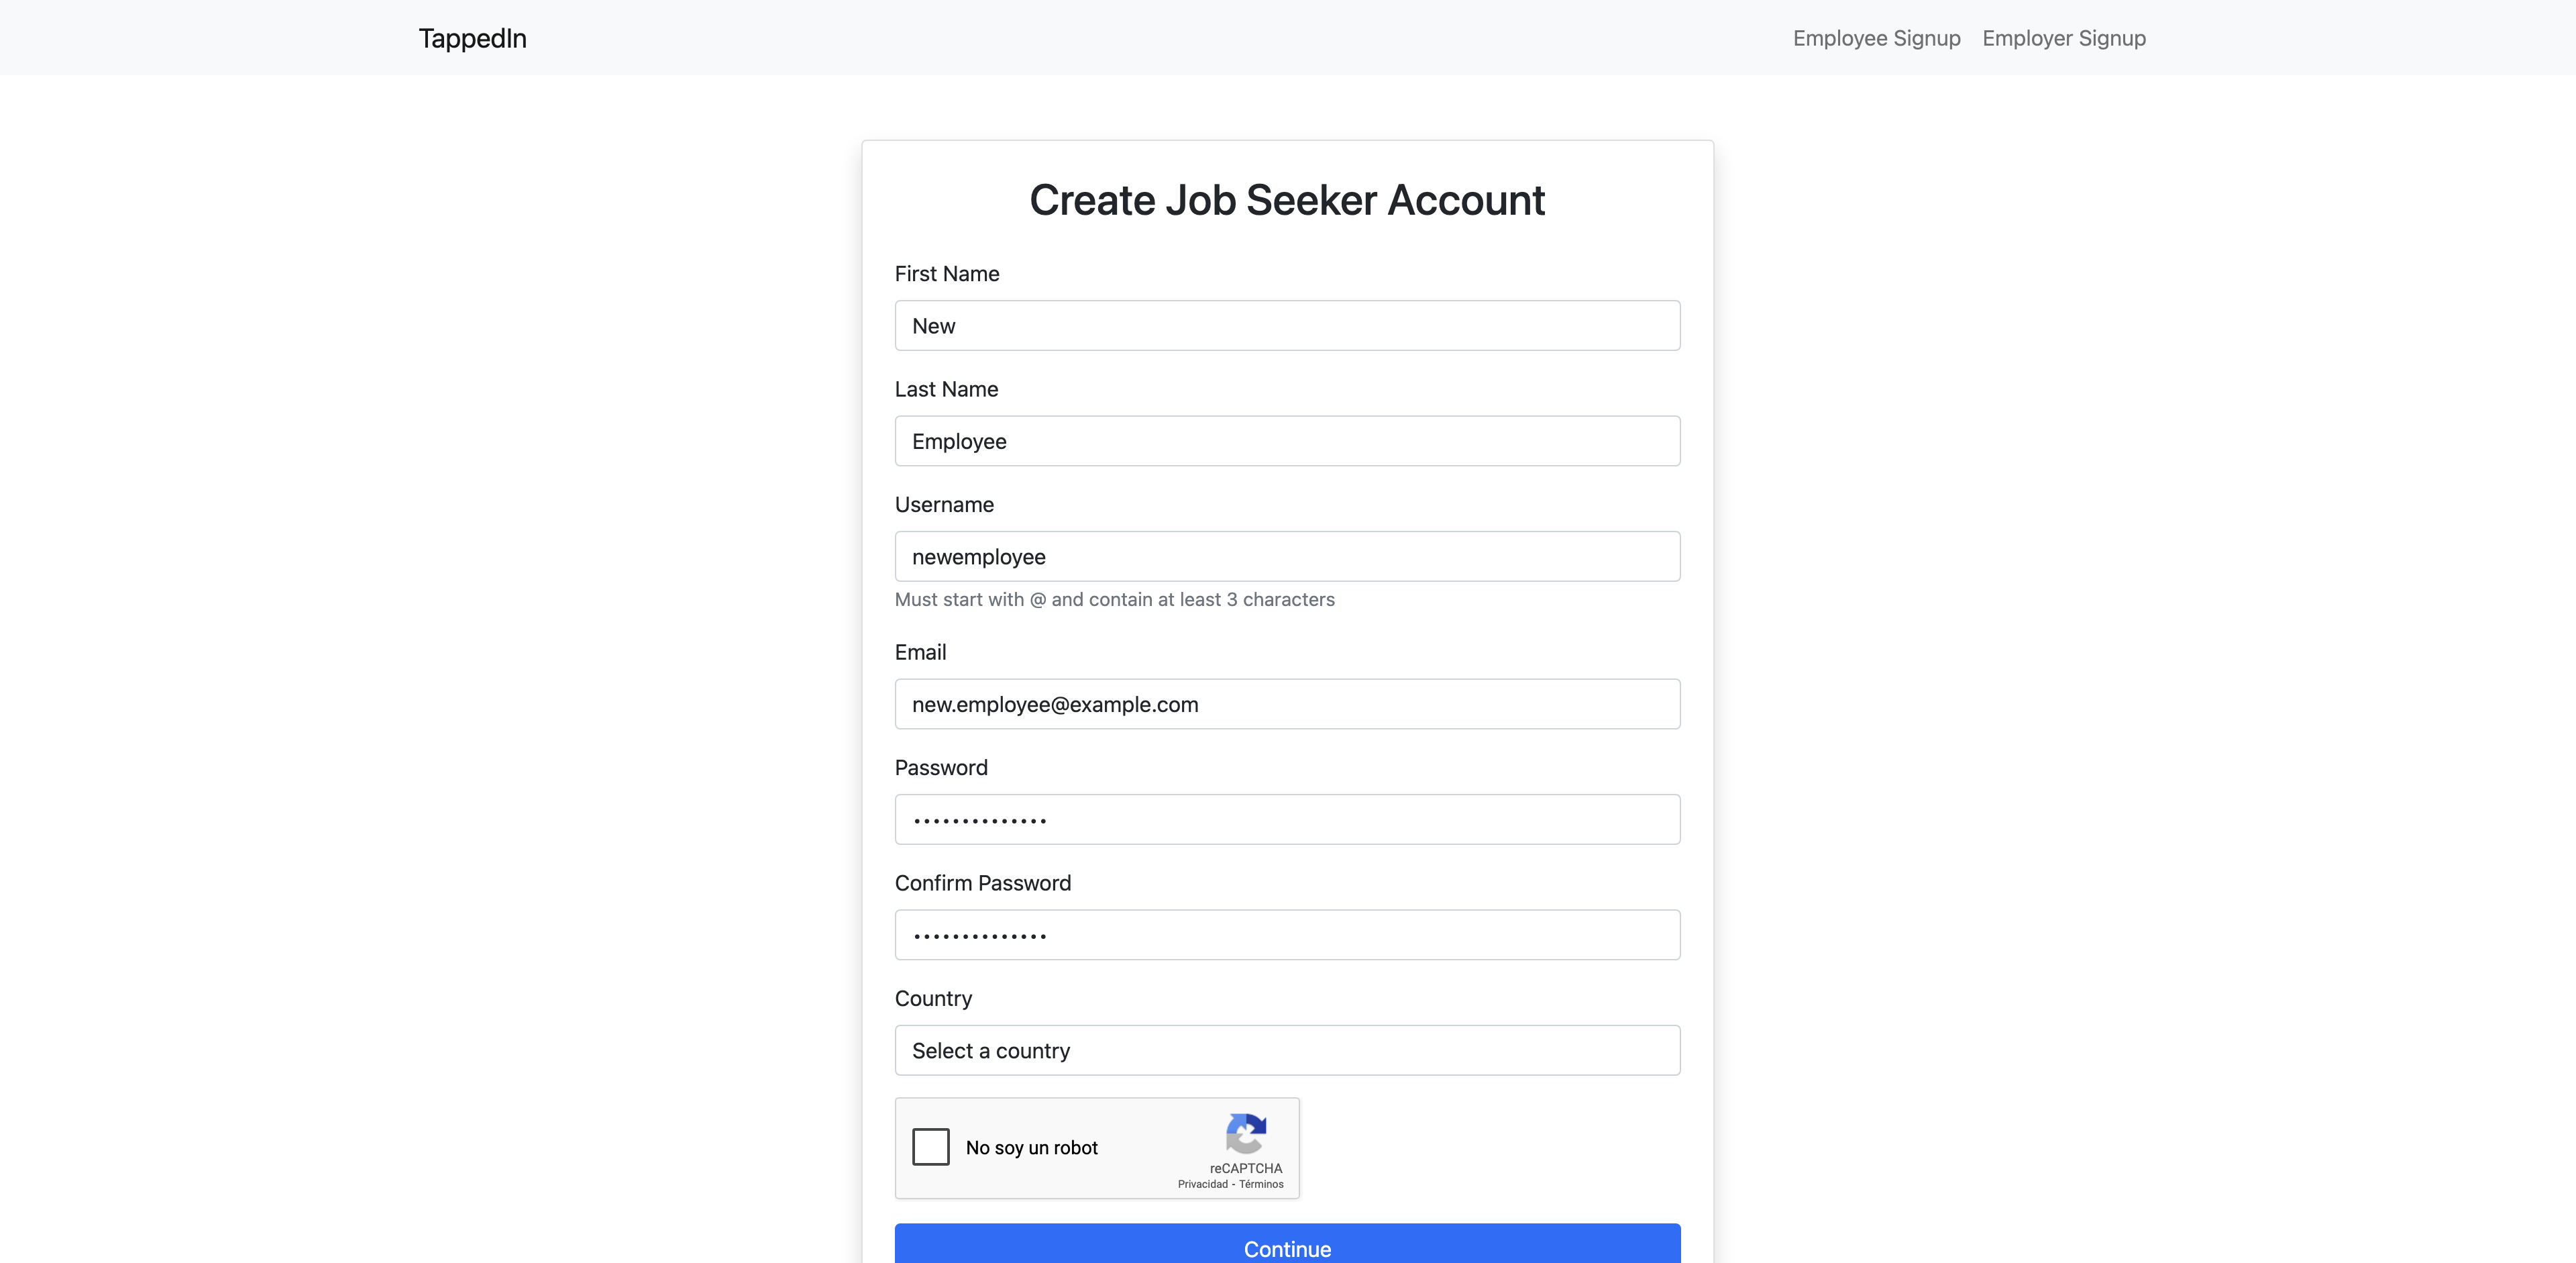 TappedIn
Employee Signup
Employer Signup
Create Job Seeker Account
First Name
New
Last Name
Employee
Username
newemployee
Must start with @ and contain at least 3 characters
Email
new.employee@example.com
Password
••••••••••••••
Confirm Password
••••••••••••••
Country
Select a country
No soy un robot
reCAPTCHA
Privacidad - Términos
Continue